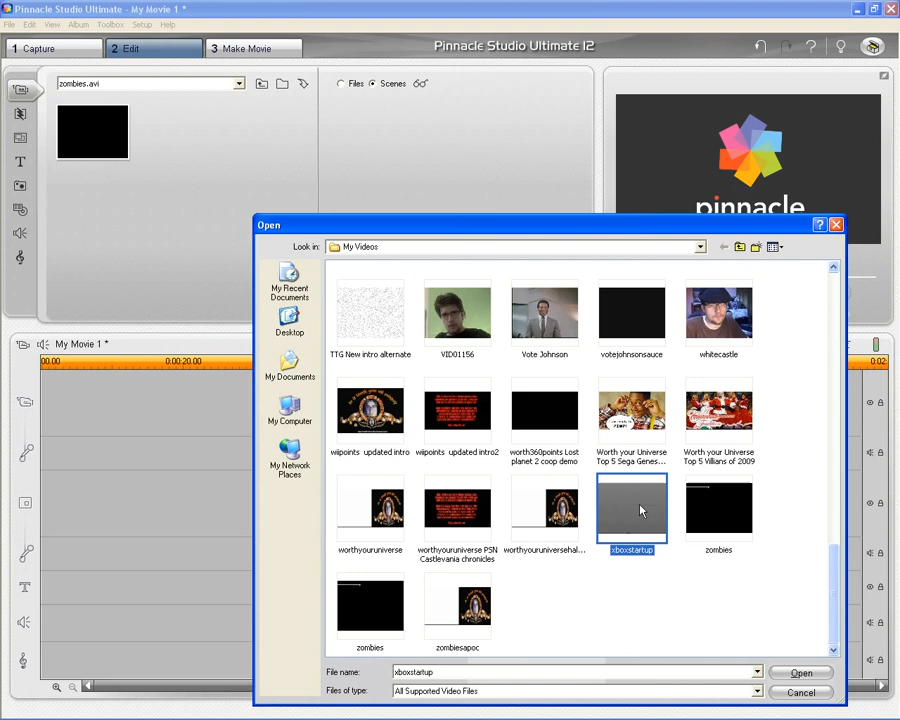 Pinnacle Studio Ultimate - My Movie 1 *
File Edit View Album Toolbox Setup Help
1 Capture 2 Edit 3 Make Movie Pinnacle Studio Ultimate 12
zombies.avi Files Scenes
pinnacle
Open
Look in: My Videos
My Recent Documents
Desktop
My Documents
My Computer
My Network Places
TTG New intro alternate VID01156 Vote Johnson votejohnsonsauce whitecastle
wiipoints updated intro wiipoints updated intro2 worth360points Lost planet 2 coop demo Worth your Universe Top 5 Sega Genes... Worth your Universe Top 5 Villians of 2009
worthyouruniverse worthyouruniverse PSN Castlevania chronicles worthyouruniversehal... xboxstartup zombies
zombies zombiesapoc
File name: xboxstartup Open
Files of type: All Supported Video Files Cancel
My Movie 1 *
00.00 0:00:20.00 0:02: